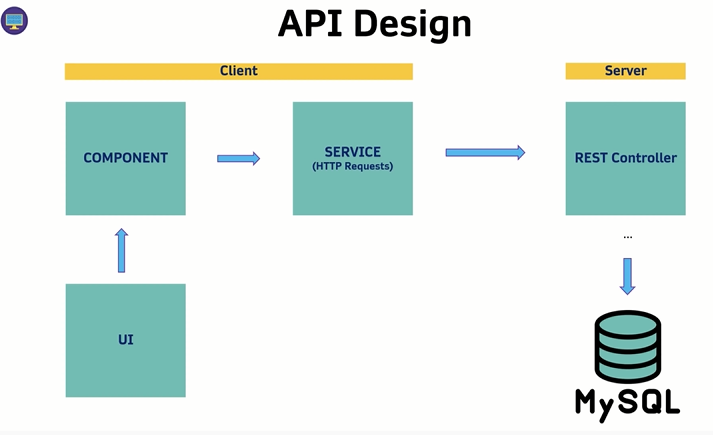 API Design
Client
Server
COMPONENT
SERVICE
(HTTP Requests)
REST Controller
...
UI
MySQL